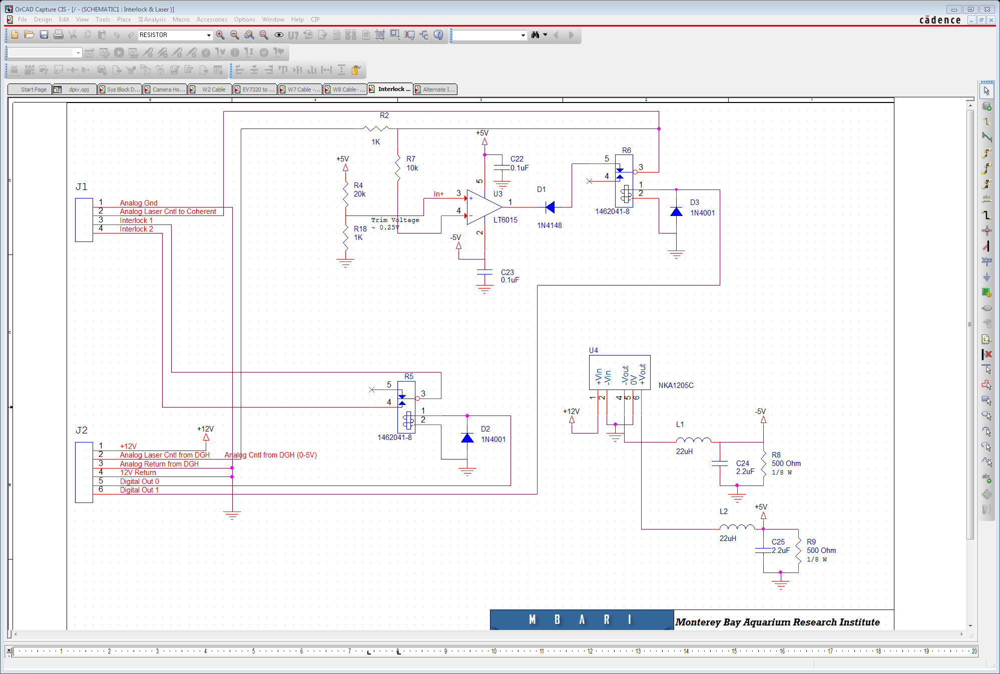 OrCAD Capture CIS - [/ - (SCHEMATIC1 : Interlock & Laser )]
File Design Edit View Tools Place SI Analysis Macro Accessories Options Window Help CIP
cādence
RESISTOR
U?
Start Page dpiv.opj Sys Block D... Camera Ho... W2 Cable EV7320 to ... W7 Cable -... W8 Cable- ... Interlock ... Alternate I...
5 4 3 2 1
R2
1K
+5V
R7
10k
+5V
C22
0.1uF
R6
5
4
3
1
2
1462041-8
R4
20k
In+
3
4
5
2
1
U3
LT6015
D1
1N4148
D3
1N4001
Trim Voltage
~ 0.25V
R18
1K
-5V
C23
0.1uF
J1
1 Analog Gnd
2 Analog Laser Cntl to Coherent
3 Interlock 1
4 Interlock 2
U4
+Vin
-Vin
-Vout
0V
+Vout
NKA1205C
1 2 4 5 6
+12V
R5
5
4
3
1
2
1462041-8
D2
1N4001
-5V
L1
22uH
C24
2.2uF
R8
500 Ohm
1/8 W
J2
+12V
1 +12V
2 Analog Laser Cntl from DGH Analog Cntl from DGH (0-5V)
3 Analog Return from DGH
4 12V Return
5 Digital Out 0
6 Digital Out 1
+5V
L2
22uH
C25
2.2uF
R9
500 Ohm
1/8 W
D
C
B
MBARI
Monterey Bay Aquarium Research Institute
1 2 3 4 5 6 7 8 9 10 11 12 13 14 15 16 17 18 19 20